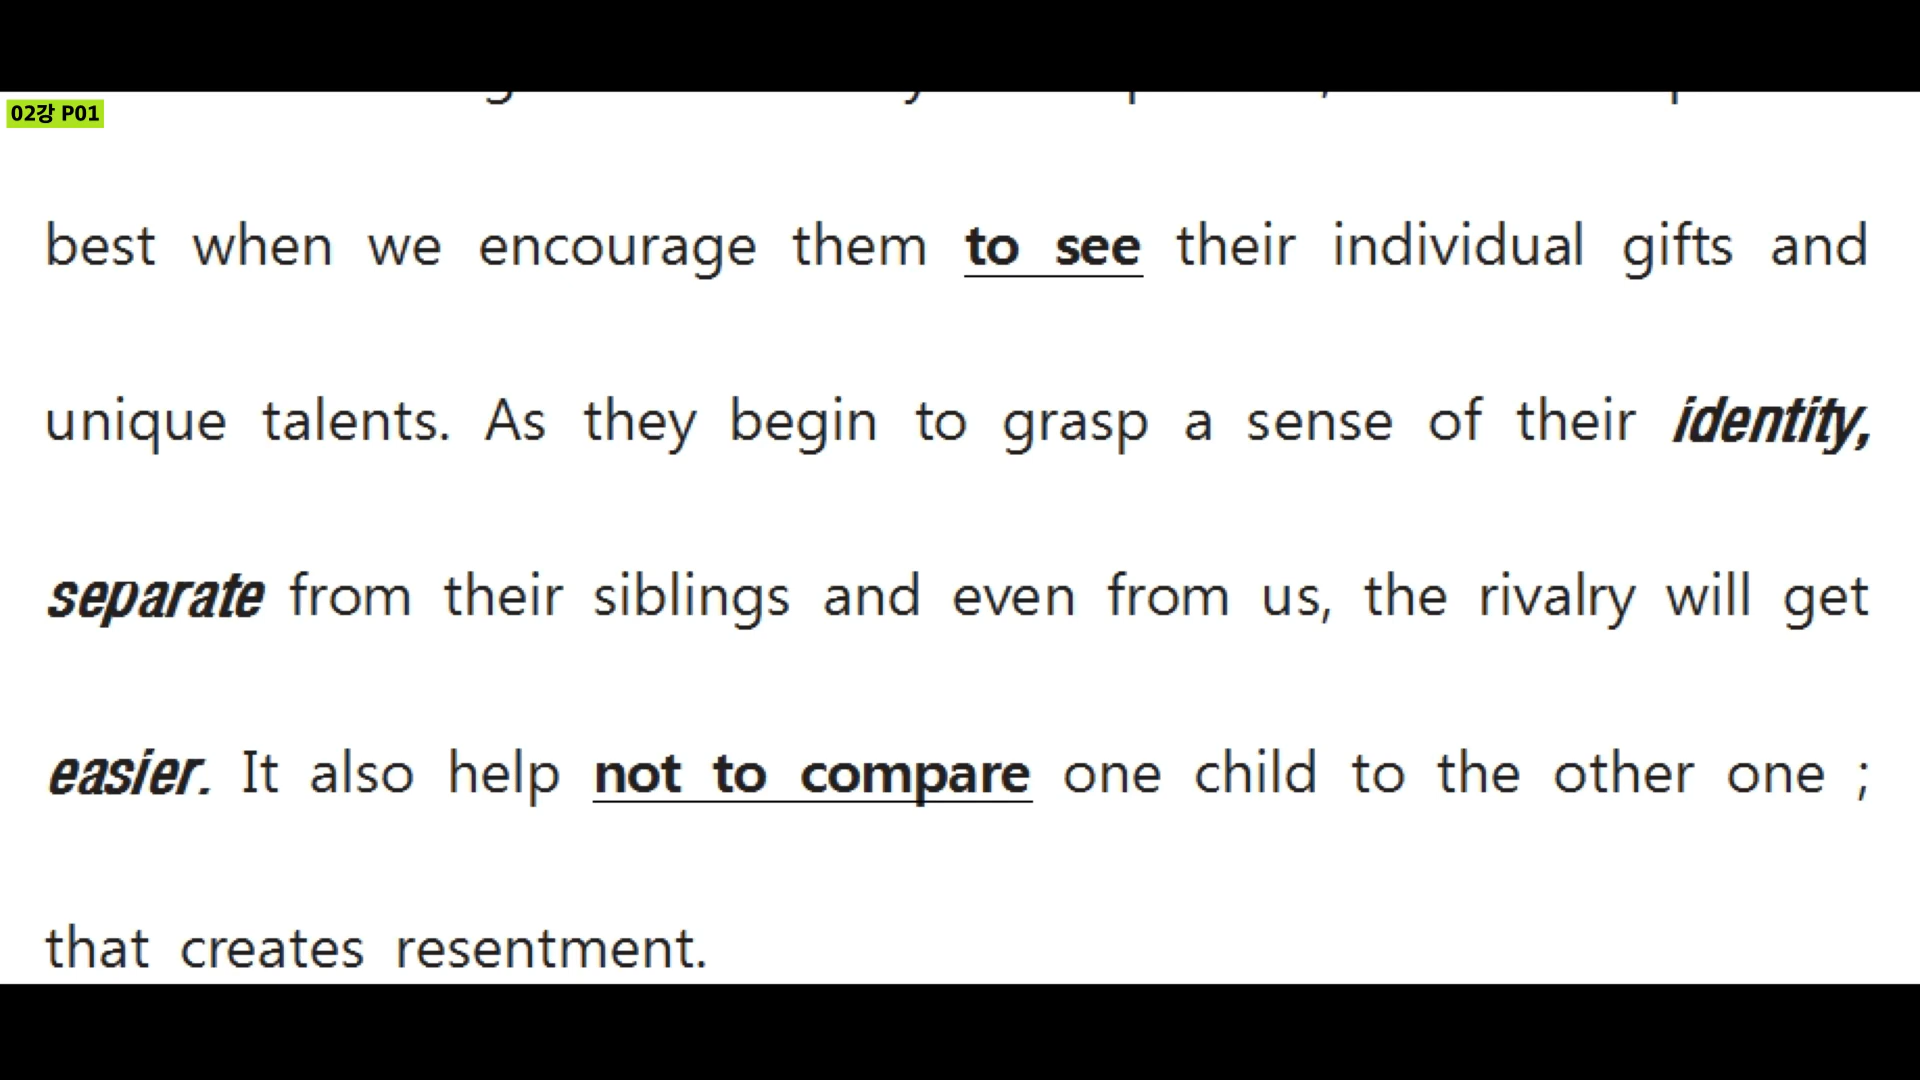 02강 P01
best when we encourage them to see their individual gifts and
unique talents. As they begin to grasp a sense of their identity,
separate from their siblings and even from us, the rivalry will get
easier. It also help not to compare one child to the other one ;
that creates resentment.